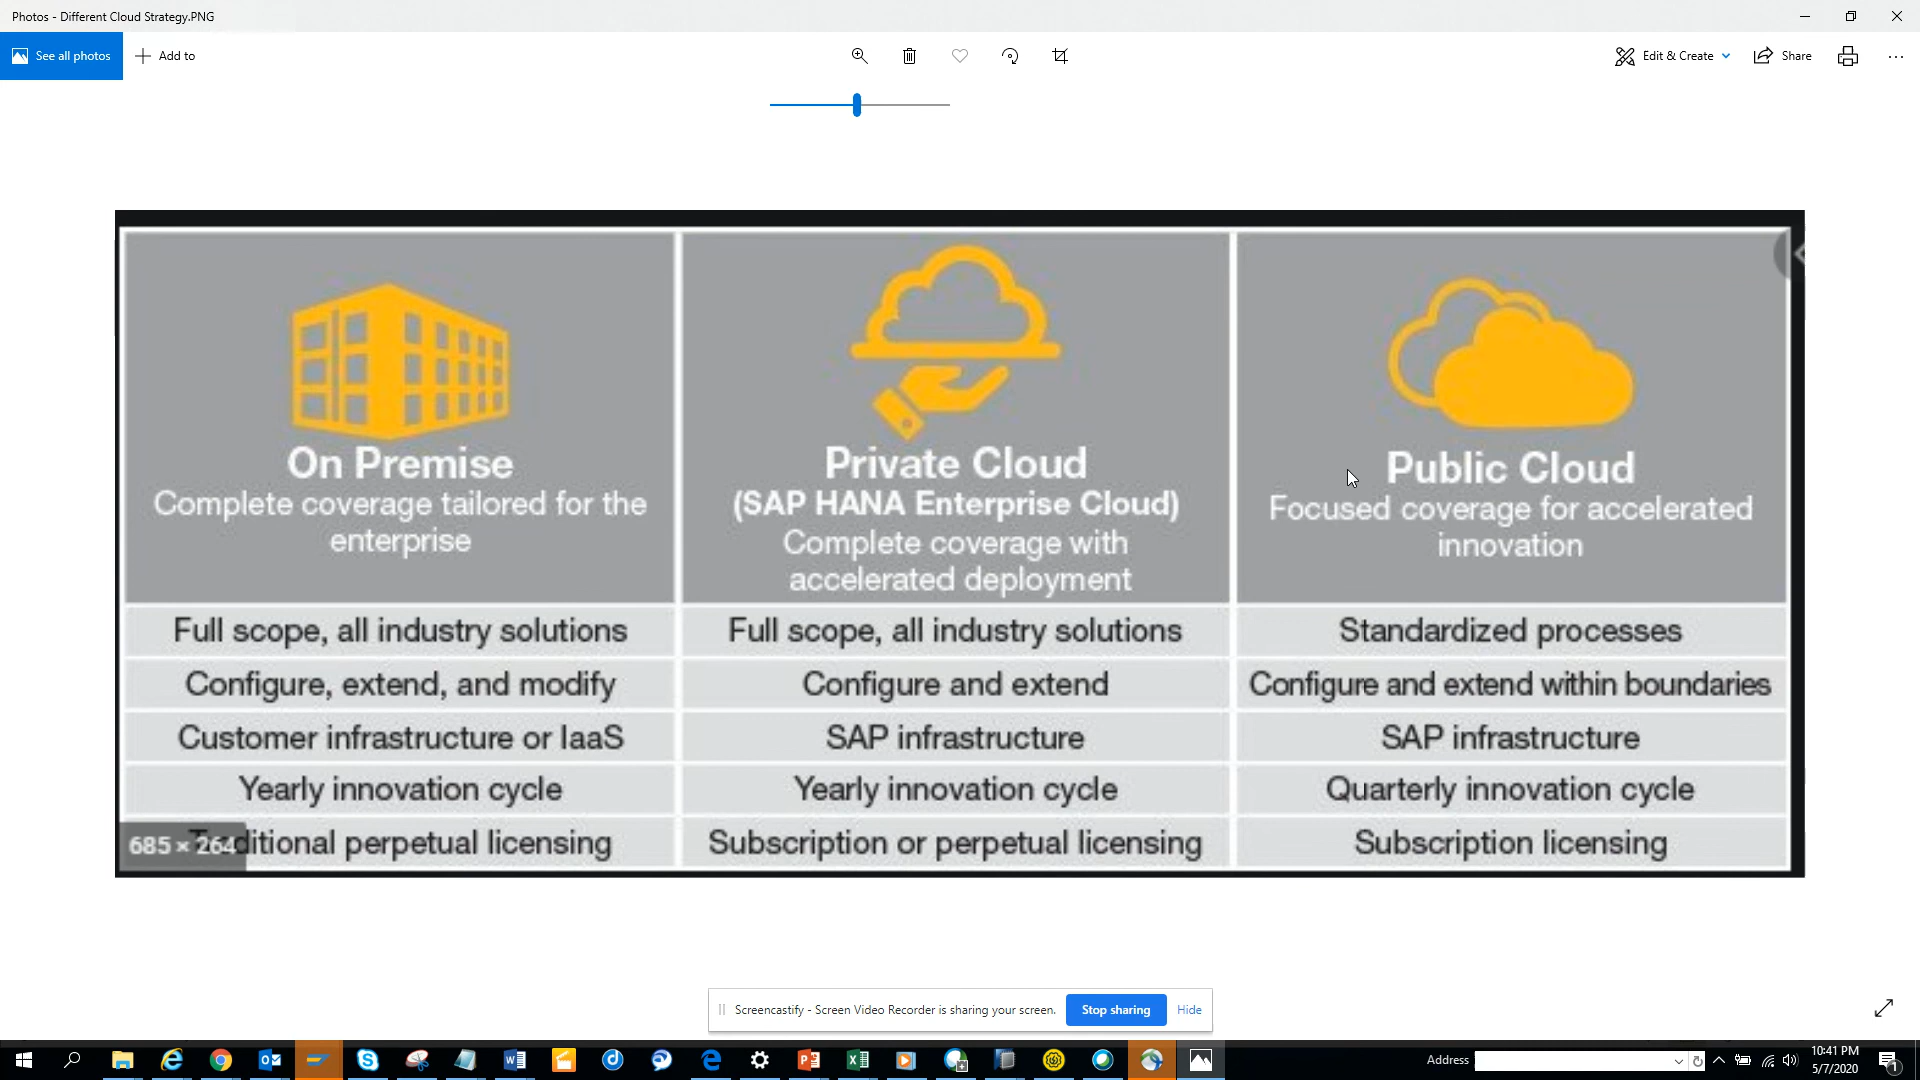 Photos - Different Cloud Strategy.PNG
See all photos
Add to
Edit & Create
Share
On Premise
Complete coverage tailored for the
enterprise
Private Cloud
(SAP HANA Enterprise Cloud)
Complete coverage with
accelerated deployment
Public Cloud
Focused coverage for accelerated
innovation
Full scope, all industry solutions
Full scope, all industry solutions
Standardized processes
Configure, extend, and modify
Configure and extend
Configure and extend within boundaries
Customer infrastructure or IaaS
SAP infrastructure
SAP infrastructure
Yearly innovation cycle
Yearly innovation cycle
Quarterly innovation cycle
685 × 264
perpetual licensing
Subscription or perpetual licensing
Subscription licensing
Screencastify - Screen Video Recorder is sharing your screen.
Stop sharing
Hide
Address
10:41 PM
5/7/2020
1